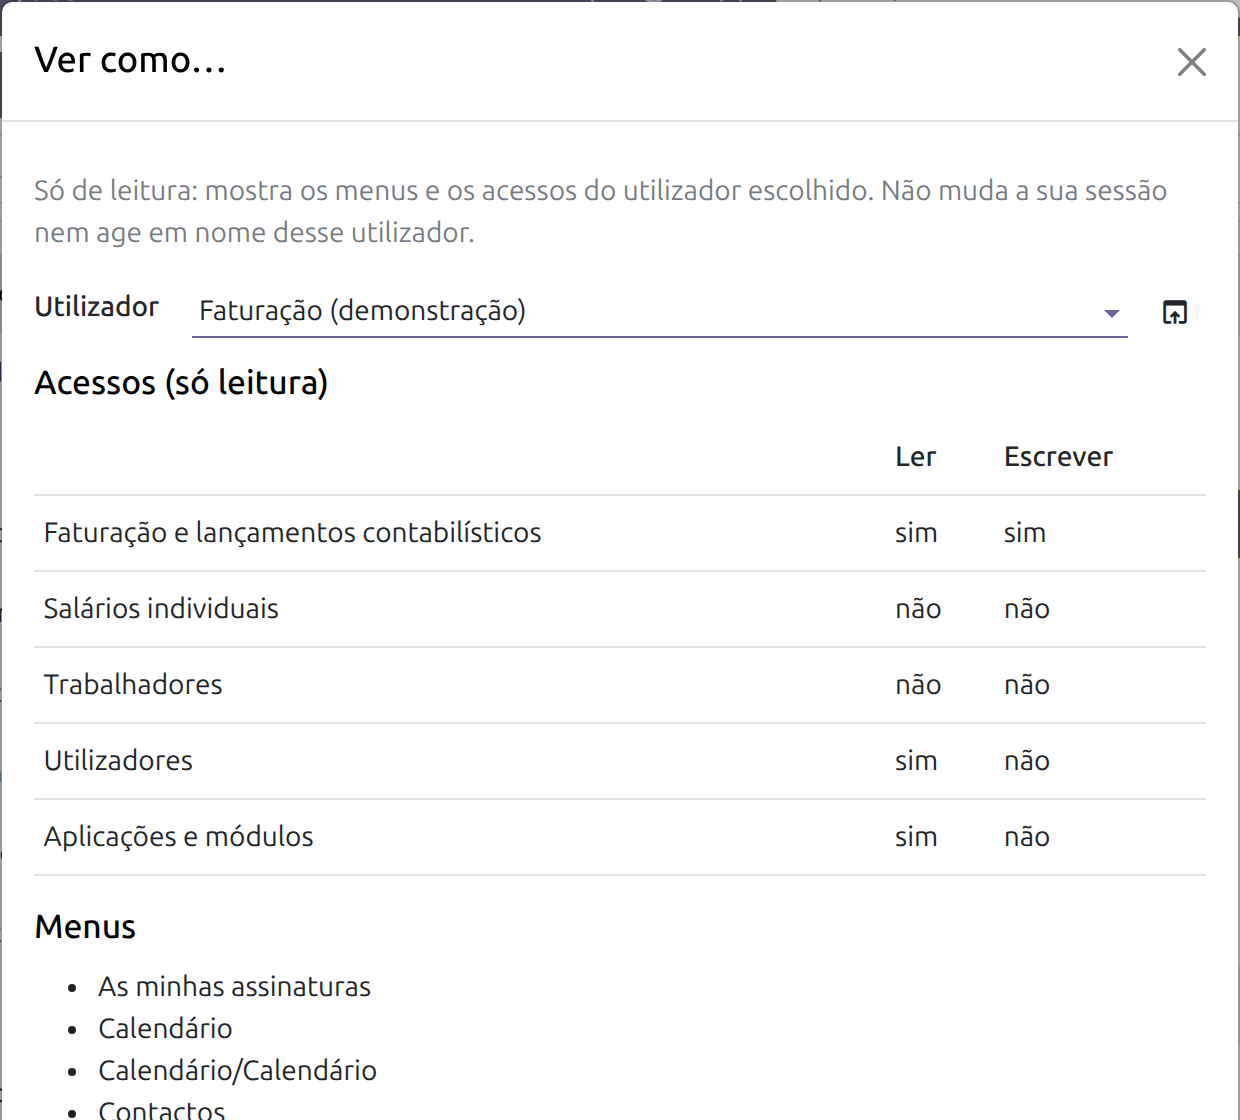 Ver como...
Só de leitura: mostra os menus e os acessos do utilizador escolhido. Não muda a sua sessão
nem age em nome desse utilizador.
Utilizador Faturação (demonstração)
Acessos (só leitura)
Ler Escrever
Faturação e lançamentos contabilísticos sim sim
Salários individuais não não
Trabalhadores não não
Utilizadores sim não
Aplicações e módulos sim não
Menus
• As minhas assinaturas
• Calendário
• Calendário/Calendário
• Contactos